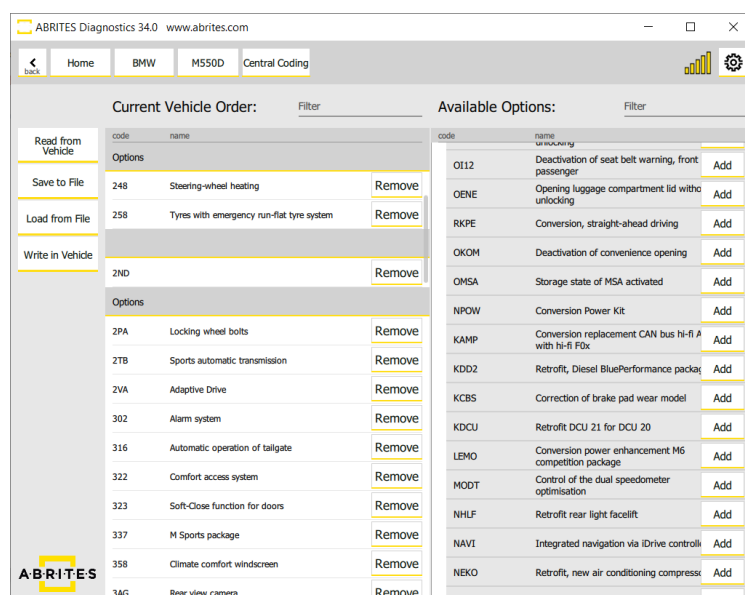 ABRITES Diagnostics 34.0 www.abrites.com
back
Home
BMW
M550D
Central Coding
Current Vehicle Order:
Filter
Available Options:
Filter
Read from
Vehicle
Save to File
Load from File
Write in Vehicle
code name
Options
248 Steering-wheel heating Remove
258 Tyres with emergency run-flat tyre system Remove
2ND Remove
Options
2PA Locking wheel bolts Remove
2TB Sports automatic transmission Remove
2VA Adaptive Drive Remove
302 Alarm system Remove
316 Automatic operation of tailgate Remove
322 Comfort access system Remove
323 Soft-Close function for doors Remove
337 M Sports package Remove
358 Climate comfort windscreen Remove
3AG Rear view camera Remove
code name
unlocking
OI12 Deactivation of seat belt warning, front
passenger Add
OENE Opening luggage compartment lid witho
unlocking Add
RKPE Conversion, straight-ahead driving Add
OKOM Deactivation of convenience opening Add
OMSA Storage state of MSA activated Add
NPOW Conversion Power Kit Add
KAMP Conversion replacement CAN bus hi-fi A
with hi-fi F0x Add
KDD2 Retrofit, Diesel BluePerformance packag Add
KCBS Correction of brake pad wear model Add
KDCU Retrofit DCU 21 for DCU 20 Add
LEMO Conversion power enhancement M6
competition package Add
MODT Control of the dual speedometer
optimisation Add
NHLF Retrofit rear light facelift Add
NAVI Integrated navigation via iDrive controlle Add
NEKO Retrofit, new air conditioning compresso Add
A·B·R·I·T·E·S